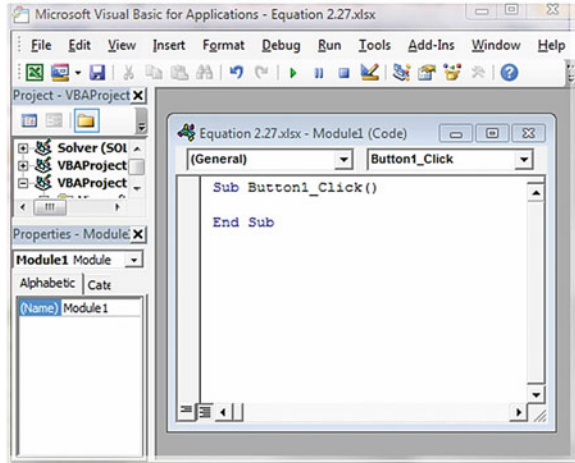 Microsoft Visual Basic for Applications - Equation 2.27.xlsx
File Edit View Insert Format Debug Run Tools Add-Ins Window Help
Project - VBAProject
Solver (SOL
VBAProject
VBAProject
Properties - Module
Module1 Module
Alphabetic Cate
(Name) Module1
Equation 2.27.xlsx - Module1 (Code)
(General) Button1_Click
Sub Button1_Click()
End Sub